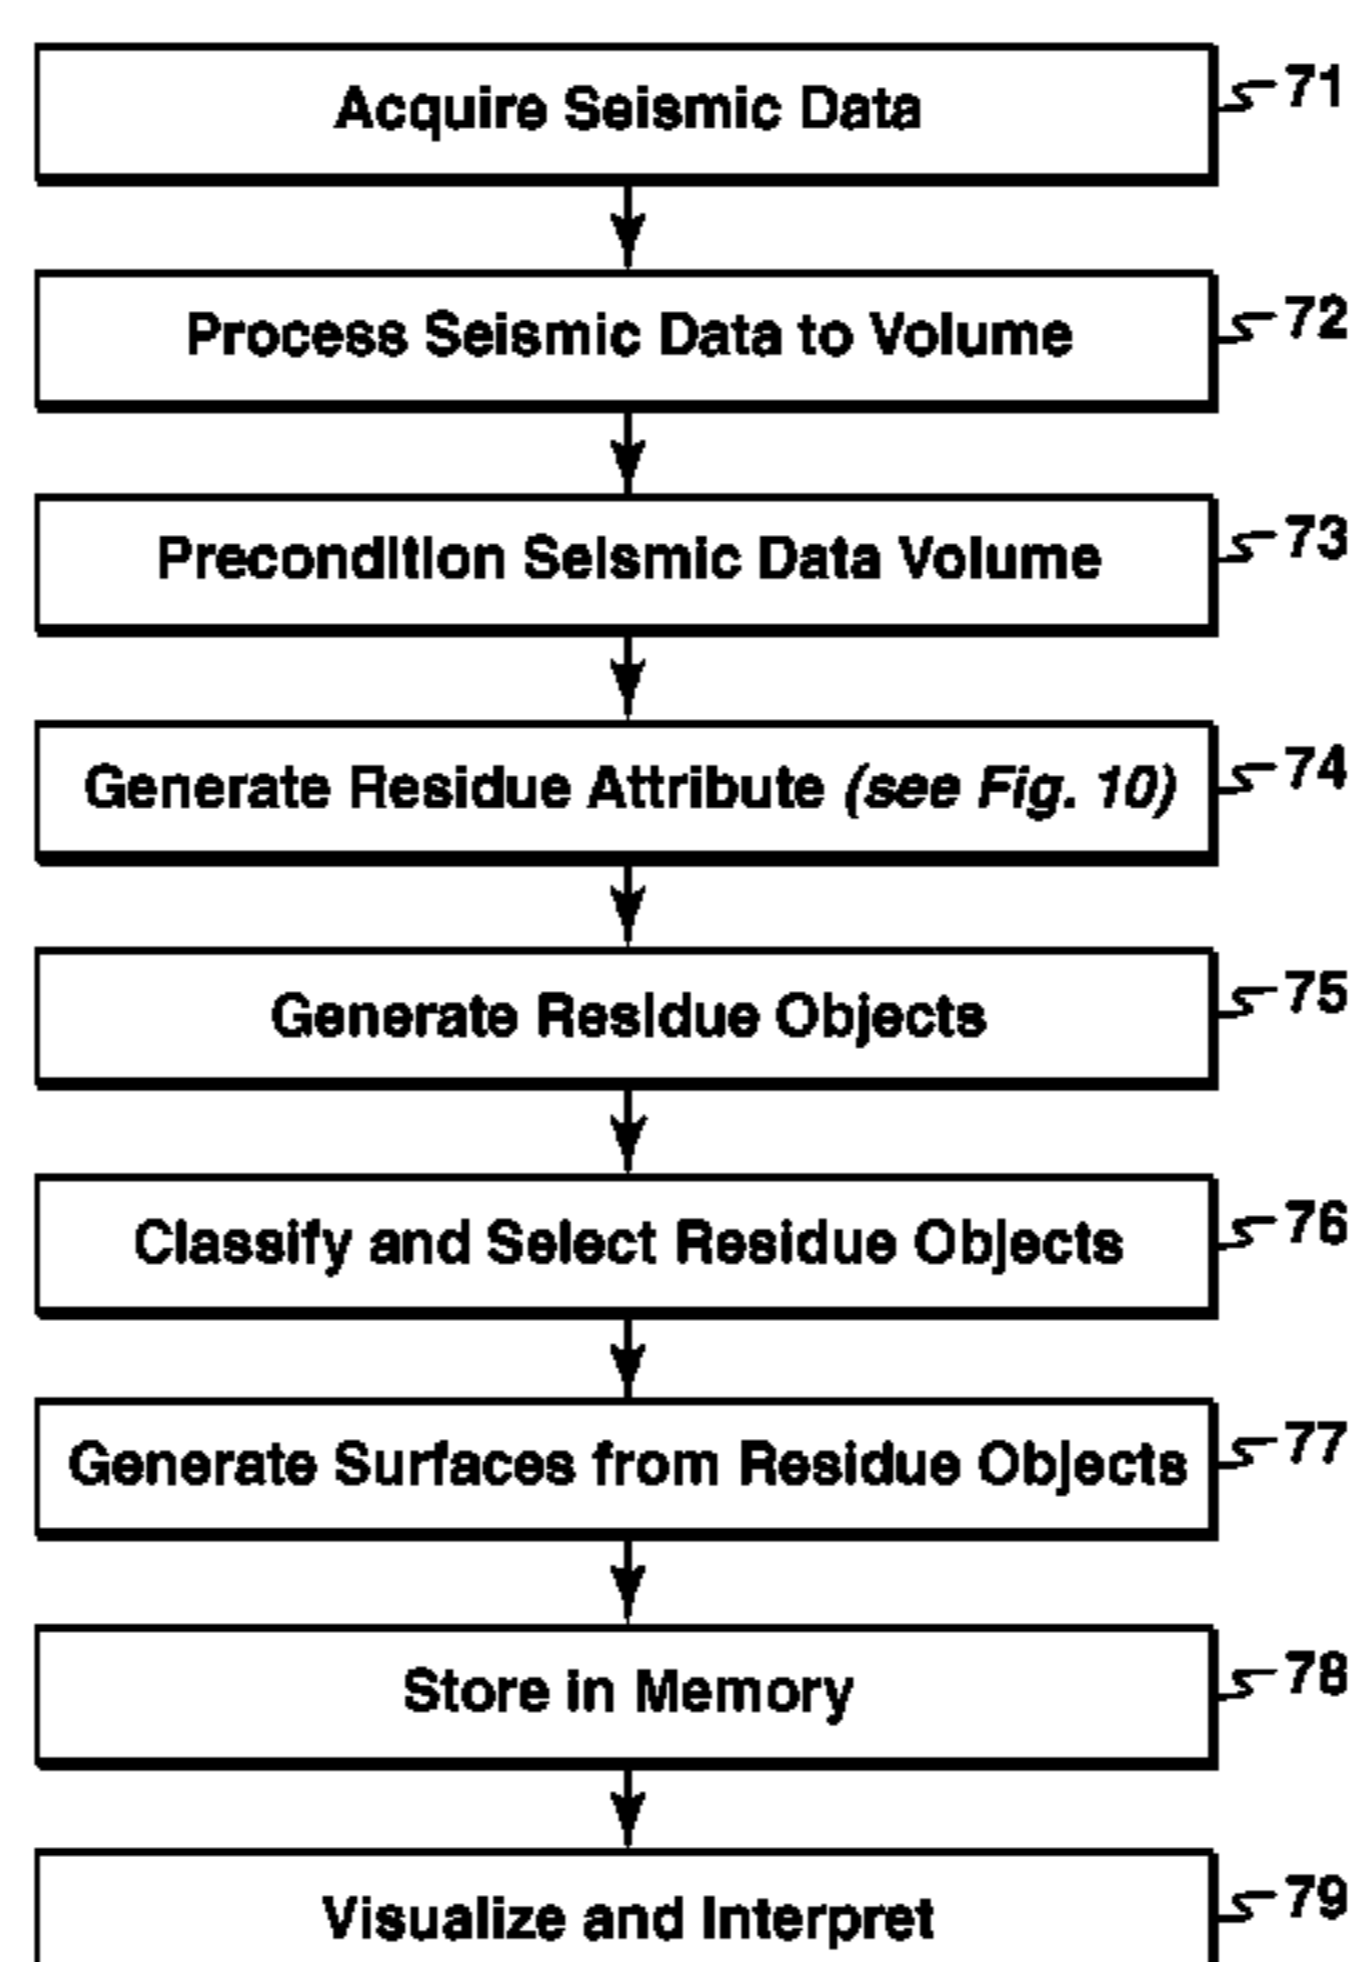 Acquire Seismic Data
71
Process Seismic Data to Volume
72
Precondition Seismic Data Volume
73
Generate Residue Attribute (see Fig. 10)
74
Generate Residue Objects
75
Classify and Select Residue Objects
76
Generate Surfaces from Residue Objects
77
Store in Memory
78
Visualize and Interpret
79